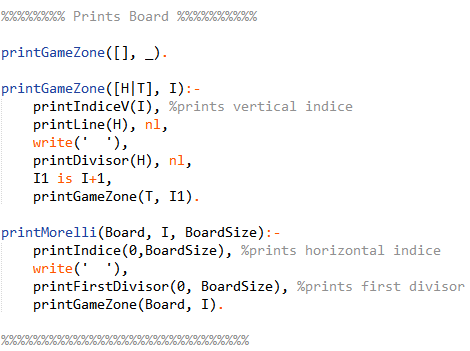 %%%%%%%% Prints Board %%%%%%%%%%
printGameZone([], _).
printGameZone([H|T], I):-
printIndiceV(I), %prints vertical indice
printLine(H), nl,
write('  '),
printDivisor(H), nl,
I1 is I+1,
printGameZone(T, I1).
printMorelli(Board, I, BoardSize):-
printIndice(0,BoardSize), %prints horizontal indice
write('  '),
printFirstDivisor(0, BoardSize), %prints first divisor
printGameZone(Board, I).
%%%%%%%%%%%%%%%%%%%%%%%%%%%%%%%